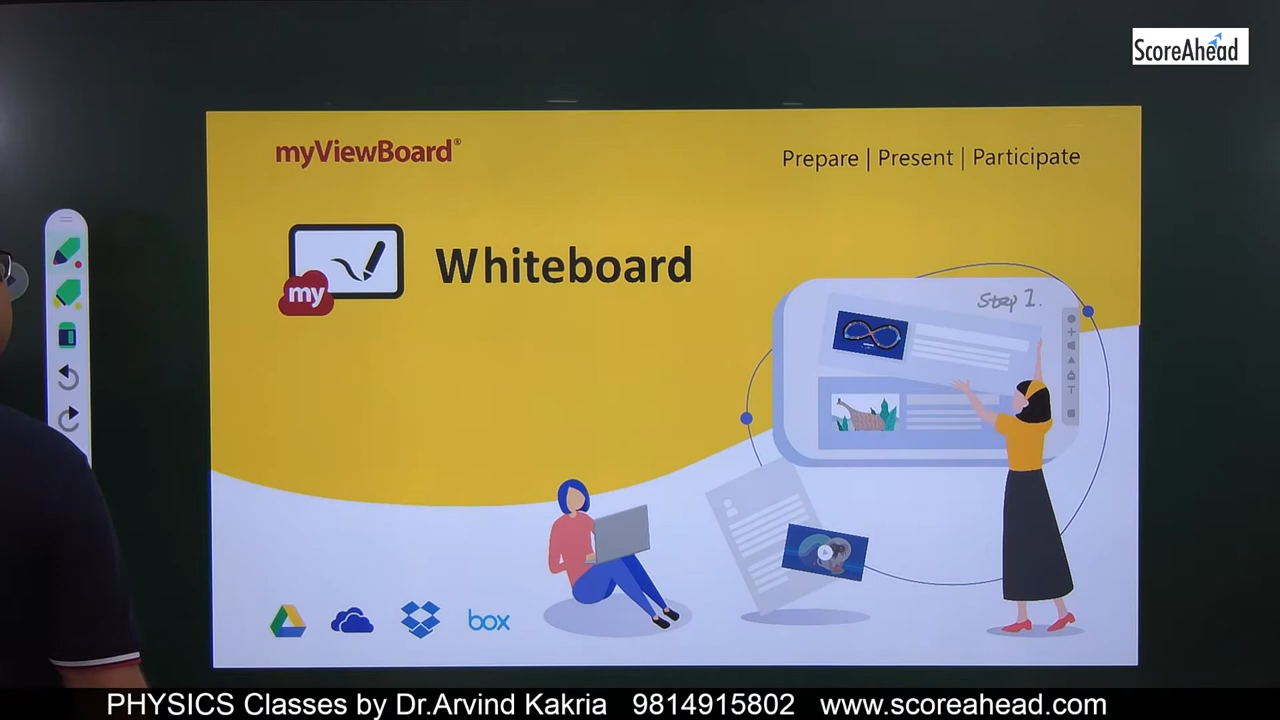 ScoreAhead
myViewBoard®
Prepare | Present | Participate
my
Whiteboard
Step 1.
T
box
PHYSICS Classes by Dr.Arvind Kakria 9814915802 www.scoreahead.com